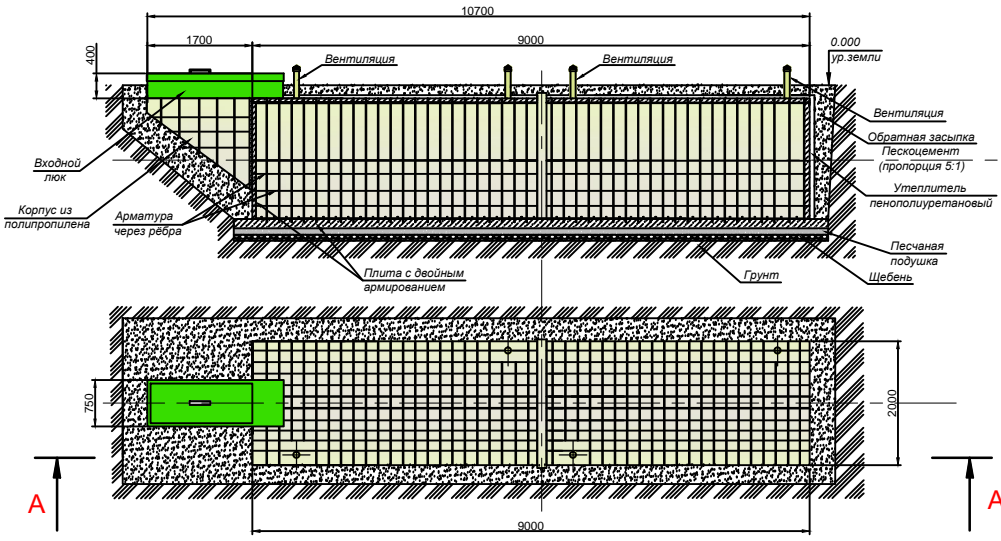 10700
1700
9000
400
Вентиляция
Вентиляция
0.000
ур.земли
Вентиляция
Обратная засыпка
Пескоцемент
(пропорция 5:1)
Утеплитель
пенополиуретановый
Входной
люк
Корпус из
полипропилена
Арматура
через рёбра
Плита с двойным
армированием
Грунт
Песчаная
подушка
Щебень
750
2000
А
А
9000